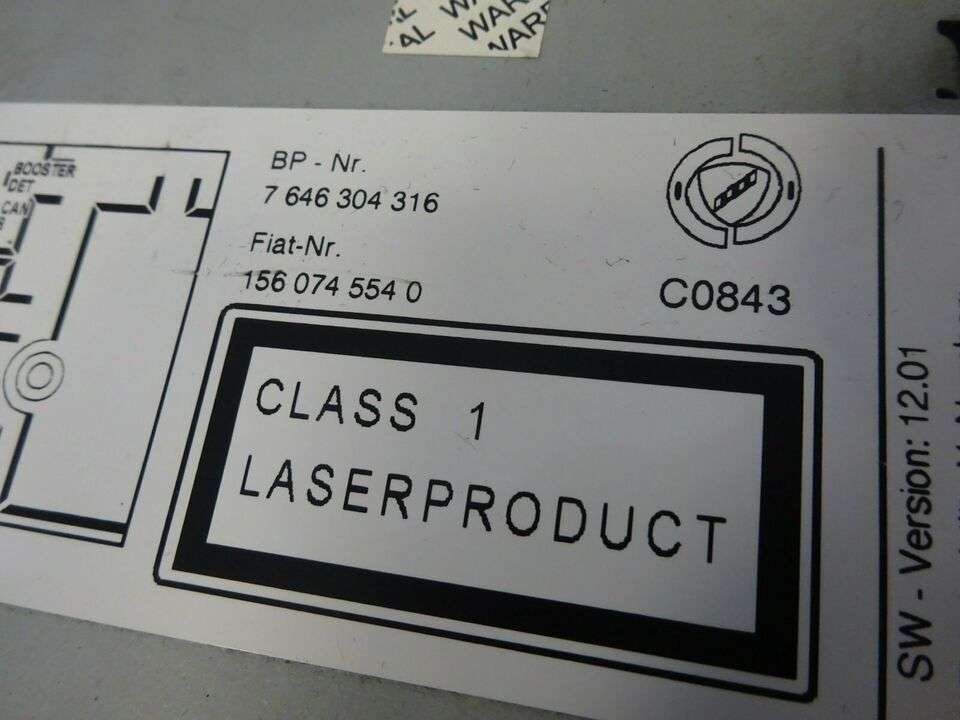 WAR
AL WAR
WAR
BOOSTER
DET
CAN
BP - Nr.
7 646 304 316
Fiat-Nr.
156 074 554 0
C0843
CLASS 1
LASERPRODUCT
SW - Version: 12.01